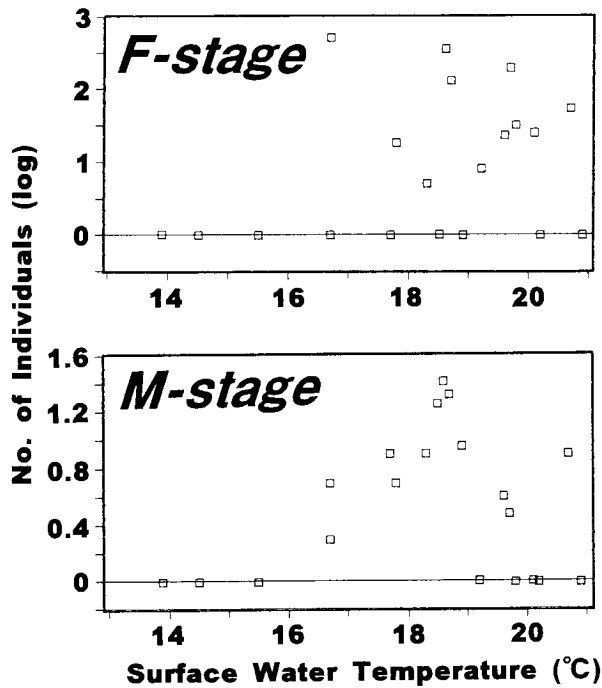 No. of Individuals (log)
3
F-stage
2
1
0
14 16 18 20
1.6
M-stage
1.2
0.8
0.4
0
14 16 18 20
Surface Water Temperature (°C)